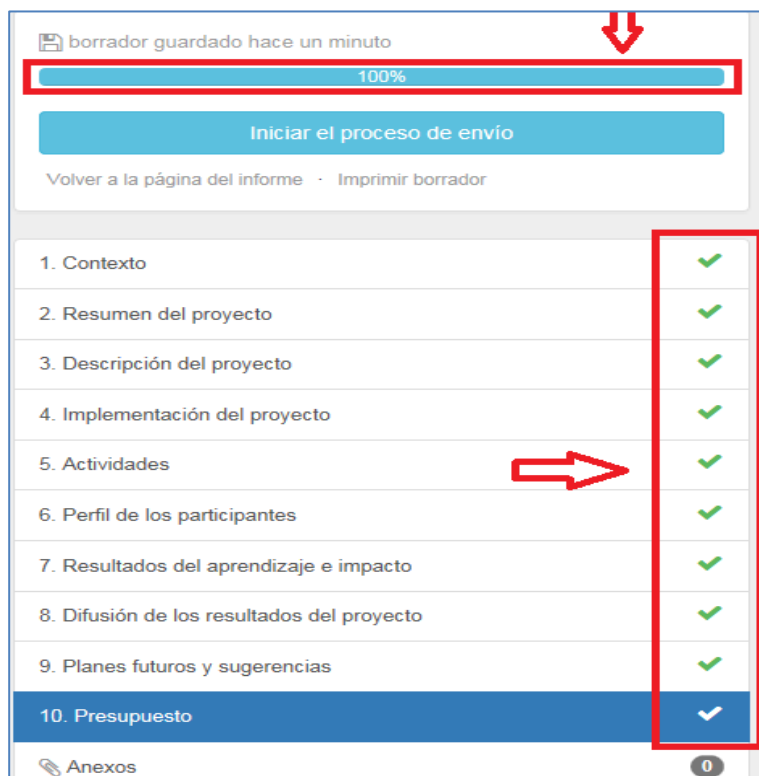 borrador guardado hace un minuto
100%
Iniciar el proceso de envío
Volver a la página del informe · Imprimir borrador
1. Contexto
2. Resumen del proyecto
3. Descripción del proyecto
4. Implementación del proyecto
5. Actividades
6. Perfil de los participantes
7. Resultados del aprendizaje e impacto
8. Difusión de los resultados del proyecto
9. Planes futuros y sugerencias
10. Presupuesto
Anexos 0